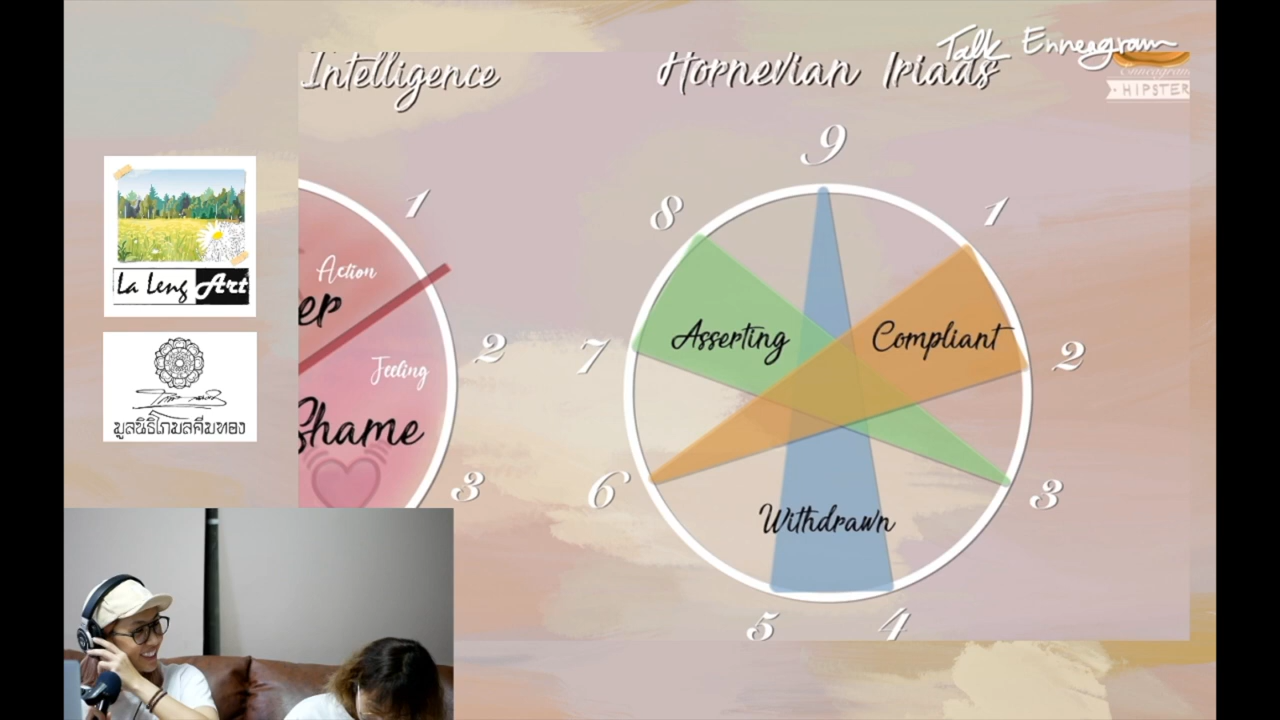 Talk Enneagram
Intelligence
Hornevian Triads
Enneagram
HIPSTER
La Leng Art
มูลนิธิโกมลคีมทอง
1
Action
er
2
Feeling
Shame
3
9
8
1
Asserting
Compliant
7
2
6
3
Withdrawn
5
4